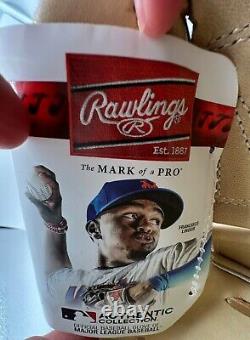 Rawlings
R
EST. 1887
The MARK of a PRO
FRANCISCO
LINDOR
AUTHENTIC
COLLECTION
OFFICIAL BASEBALL GLOVE OF
MAJOR LEAGUE BASEBALL